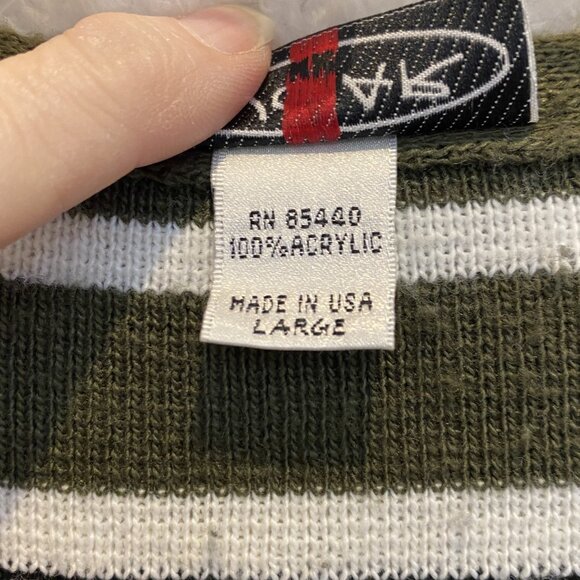 RN 85440
100% ACRYLIC
MADE IN USA
LARGE